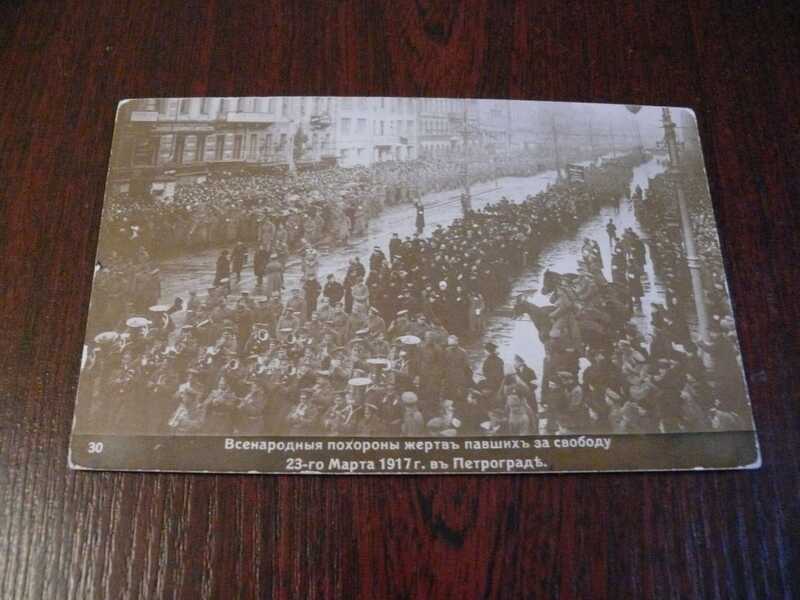 30 Всенародныя похороны жертвъ павшихъ за свободу
23-го Марта 1917 г. въ Петроградѣ.